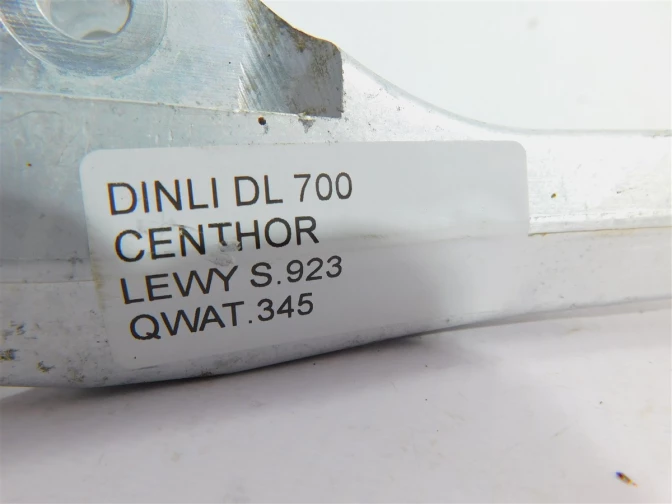 DINLI DL 700
CENTHOR
LEWY S.923
QWAT.345